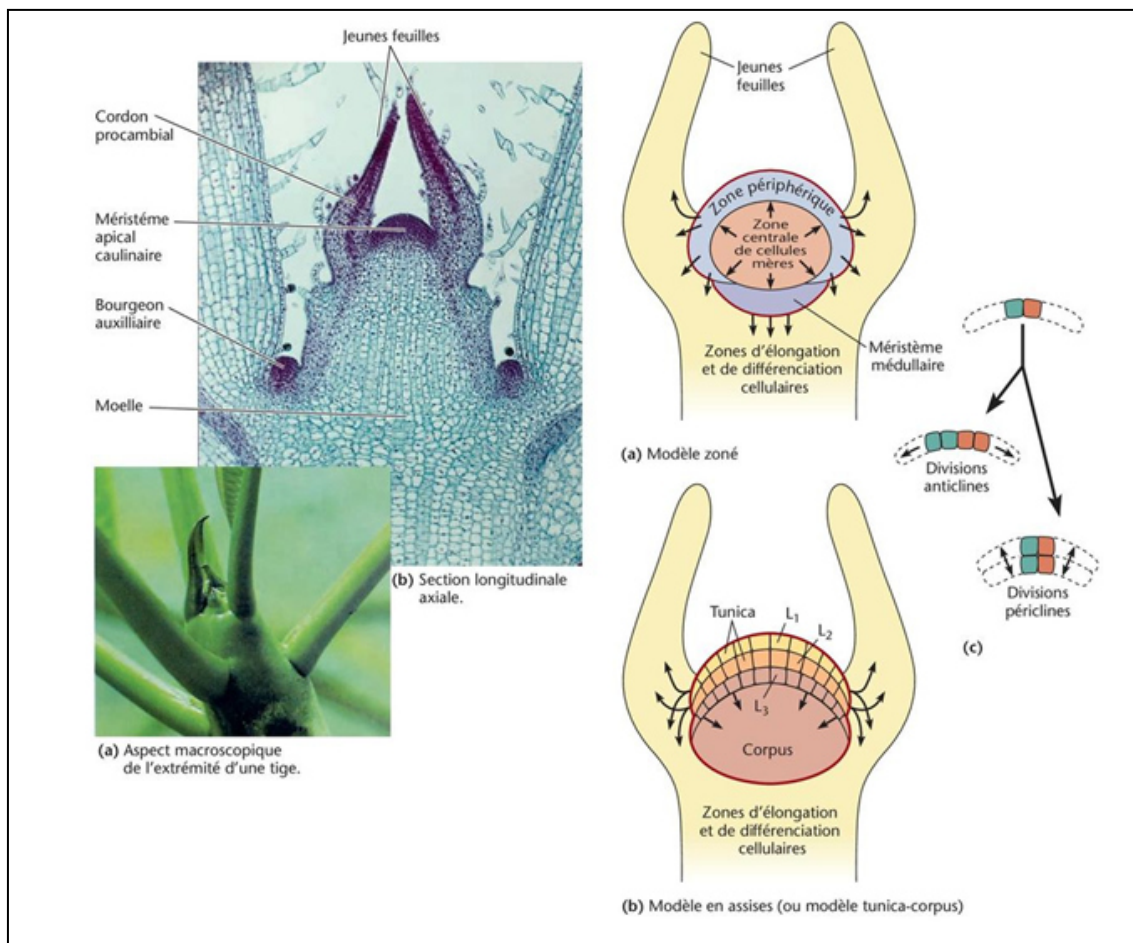 Jeunes feuilles
Cordon
procambial
Méristéme
apical
caulinaire
Bourgeon
auxilliaire
Moelle
(b) Section longitudinale
axiale.
(a) Aspect macroscopique
de l'extrémité d'une tige.
Jeunes
feuilles
Zone périphérique
Zone
centrale
de cellules
mères
Méristème
médullaire
Zones d'élongation
et de différenciation
cellulaires
(a) Modèle zoné
Divisions
anticlines
Divisions
périclines
(c)
Tunica
L1
L2
L3
Corpus
Zones d'élongation
et de différenciation
cellulaires
(b) Modèle en assises (ou modèle tunica-corpus)